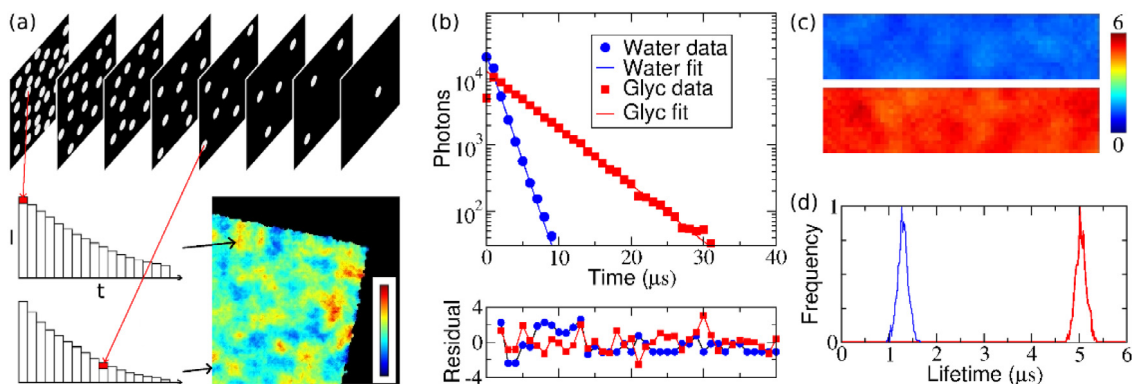 (a)
I
t
(b)
Photons
10⁴
10³
10²
Water data
Water fit
Glyc data
Glyc fit
0 10 20 30 40
Time (µs)
Residual
4
0
-4
(c)
6
0
(d)
Frequency
1
0
0 1 2 3 4 5 6
Lifetime (µs)